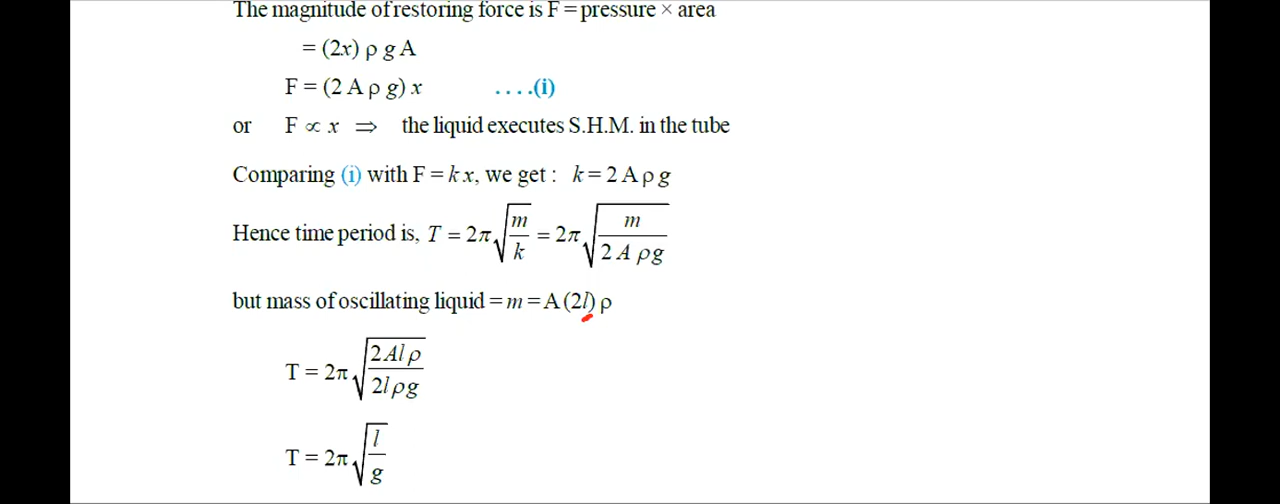 The magnitude of restoring force is F = pressure × area
= (2x) ρ g A
F = (2 A ρ g) x ....(i)
or F ∝ x ⇒ the liquid executes S.H.M. in the tube
Comparing (i) with F = k x, we get : k = 2 A ρ g
Hence time period is, T = 2π√(m/k) = 2π√(m/(2 A ρg))
but mass of oscillating liquid = m = A (2l) ρ
T = 2π√(2Alρ/2lρg)
T = 2π√(l/g)